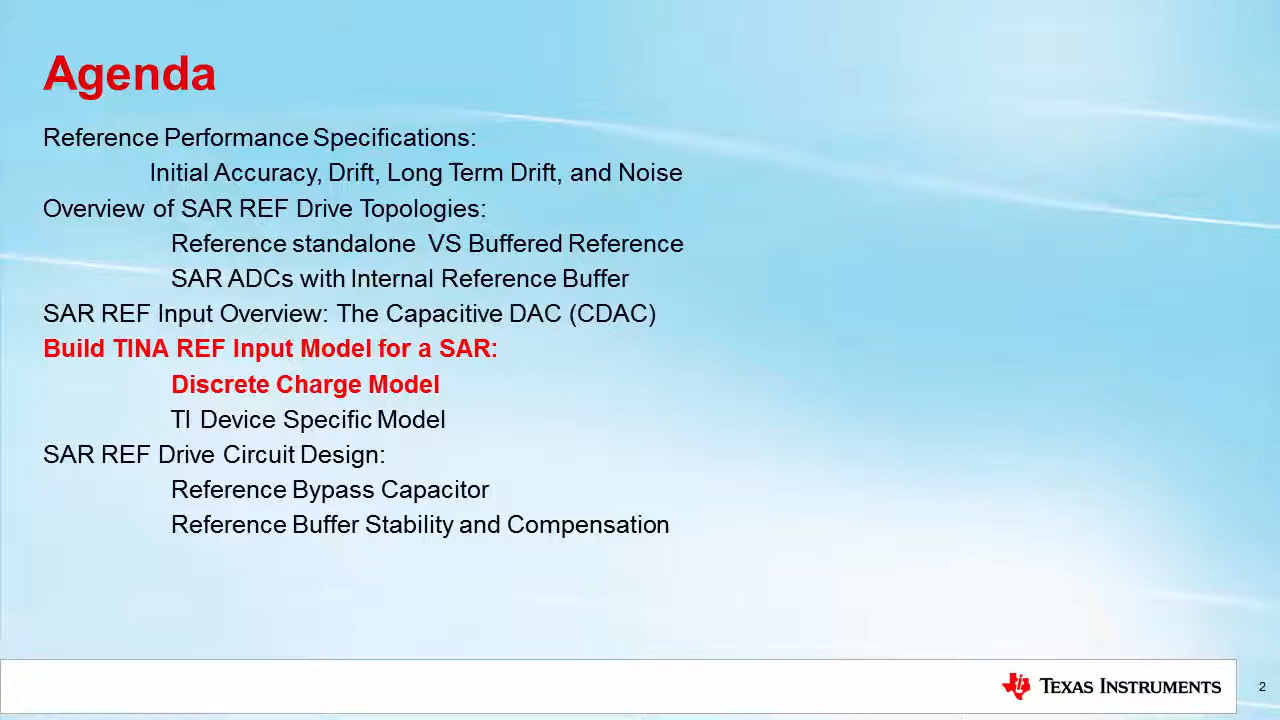 Agenda
Reference Performance Specifications:
Initial Accuracy, Drift, Long Term Drift, and Noise
Overview of SAR REF Drive Topologies:
Reference standalone VS Buffered Reference
SAR ADCs with Internal Reference Buffer
SAR REF Input Overview: The Capacitive DAC (CDAC)
Build TINA REF Input Model for a SAR:
Discrete Charge Model
TI Device Specific Model
SAR REF Drive Circuit Design:
Reference Bypass Capacitor
Reference Buffer Stability and Compensation
TEXAS INSTRUMENTS
2